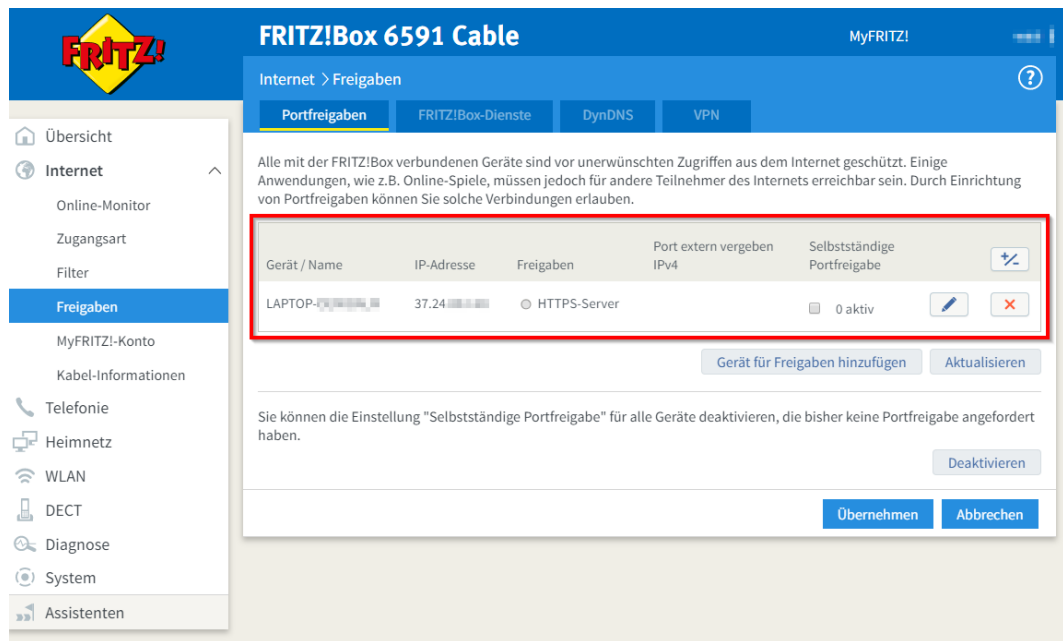 FRITZ!
FRITZ!Box 6591 Cable
MyFRITZ!
Internet > Freigaben
?
Portfreigaben
FRITZ!Box-Dienste
DynDNS
VPN
Übersicht
Internet
Online-Monitor
Zugangsart
Filter
Freigaben
MyFRITZ!-Konto
Kabel-Informationen
Telefonie
Heimnetz
WLAN
DECT
Diagnose
System
Assistenten
Alle mit der FRITZ!Box verbundenen Geräte sind vor unerwünschten Zugriffen aus dem Internet geschützt. Einige
Anwendungen, wie z.B. Online-Spiele, müssen jedoch für andere Teilnehmer des Internets erreichbar sein. Durch Einrichtung
von Portfreigaben können Sie solche Verbindungen erlauben.
Gerät / Name
IP-Adresse
Freigaben
Port extern vergeben
IPv4
Selbstständige
Portfreigabe
+/-
LAPTOP-
37.24
HTTPS-Server
0 aktiv
Gerät für Freigaben hinzufügen
Aktualisieren
Sie können die Einstellung "Selbstständige Portfreigabe" für alle Geräte deaktivieren, die bisher keine Portfreigabe angefordert
haben.
Deaktivieren
Übernehmen
Abbrechen